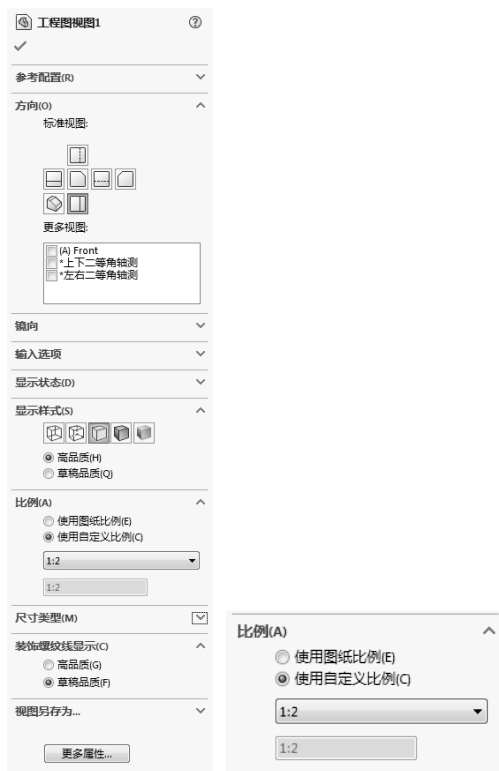 工程图视图1
参考配置(R)
方向(O)
标准视图:
更多视图:
(A) Front
*上下二等角轴测
*左右二等角轴测
镜向
输入选项
显示状态(D)
显示样式(S)
高品质(H)
草稿品质(Q)
比例(A)
使用图纸比例(E)
使用自定义比例(C)
1:2
1:2
尺寸类型(M)
装饰螺纹线显示(C)
高品质(G)
草稿品质(F)
视图另存为...
更多属性...
比例(A)
使用图纸比例(E)
使用自定义比例(C)
1:2
1:2